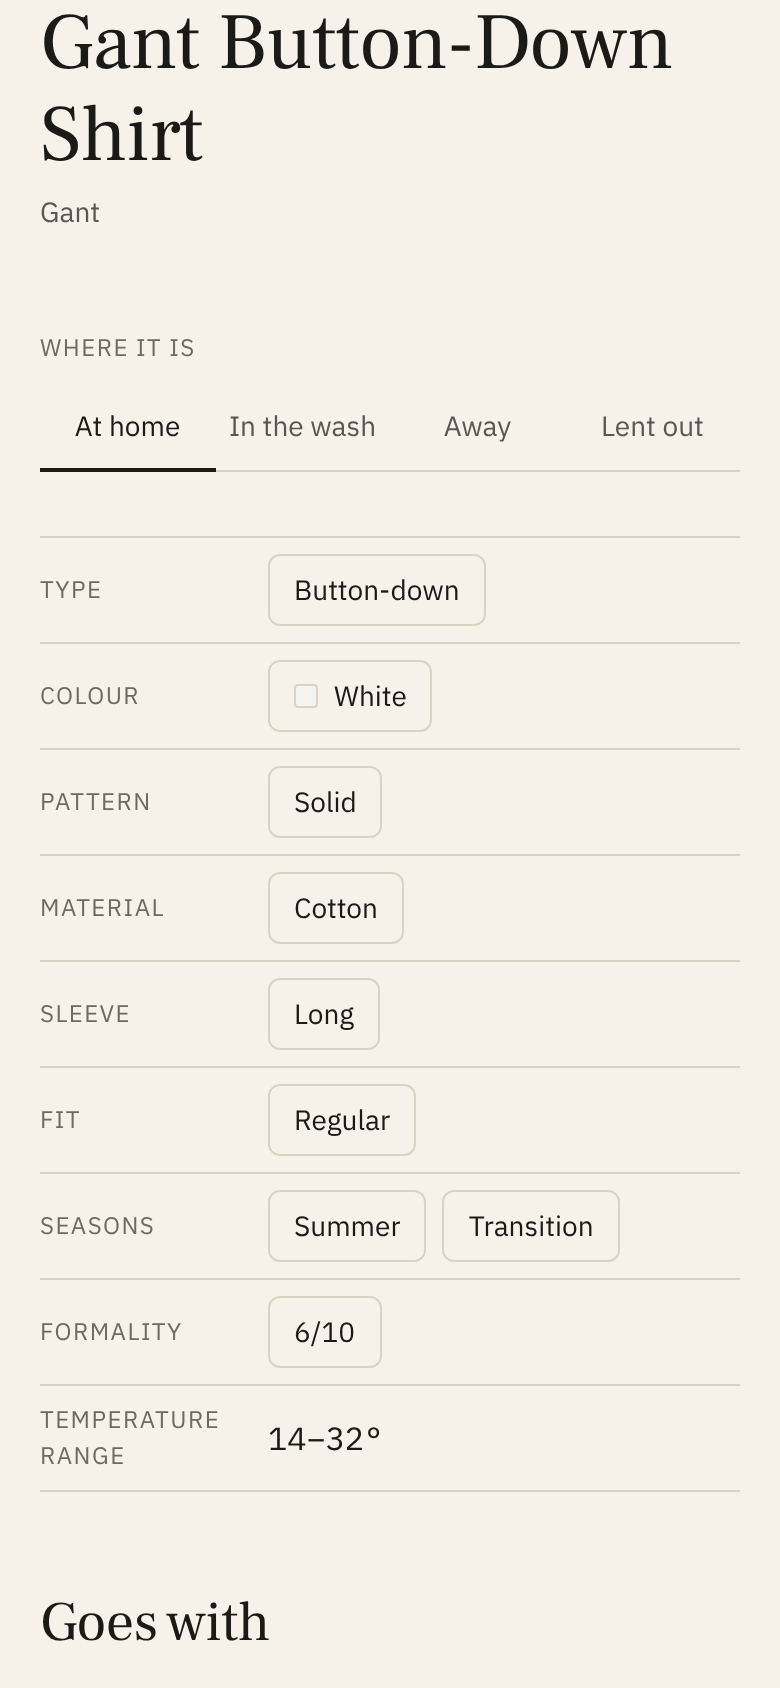 Gant Button-Down
Shirt
Gant
WHERE IT IS
At home In the wash Away Lent out
TYPE Button-down
COLOUR White
PATTERN Solid
MATERIAL Cotton
SLEEVE Long
FIT Regular
SEASONS Summer Transition
FORMALITY 6/10
TEMPERATURE
RANGE 14–32°
Goes with